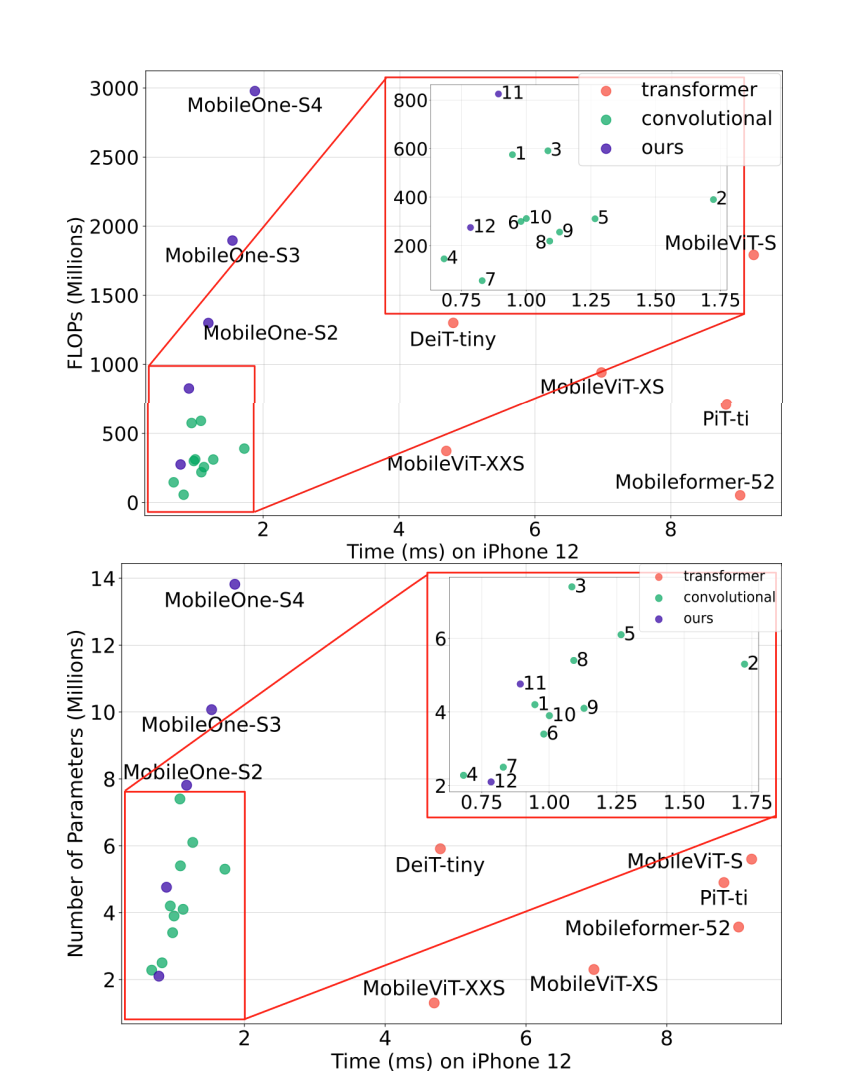 3000
2500
2000
1500
1000
500
0
FLOPs (Millions)
MobileOne-S4
MobileOne-S3
MobileOne-S2
transformer
convolutional
ours
800
600
400
200
11
1
3
2
6
10
5
12
9
8
4
7
0.75 1.00 1.25 1.50 1.75
MobileViT-S
DeiT-tiny
MobileViT-XS
PiT-ti
MobileViT-XXS
Mobileformer-52
2 4 6 8
Time (ms) on iPhone 12
14
12
10
8
6
4
2
Number of Parameters (Millions)
MobileOne-S4
MobileOne-S3
MobileOne-S2
transformer
convolutional
ours
6
4
2
3
5
8
2
11
1
10
9
6
7
4
12
0.75 1.00 1.25 1.50 1.75
DeiT-tiny
MobileViT-S
PiT-ti
Mobileformer-52
MobileViT-XXS
MobileViT-XS
2 4 6 8
Time (ms) on iPhone 12